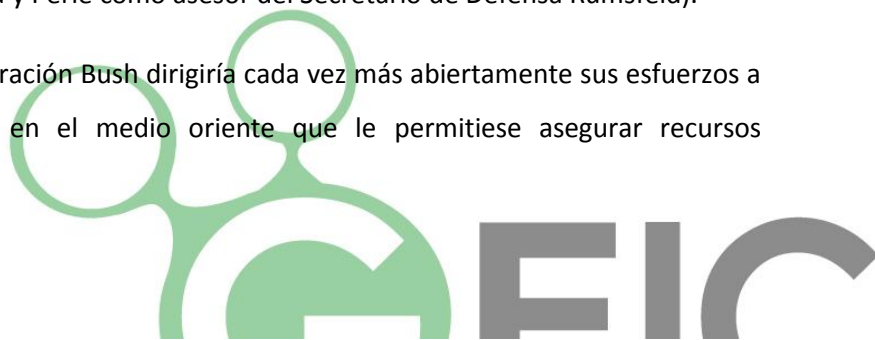 y Perle como asesor del Secretario de Defensa Rumsfeld).
ración Bush dirigiría cada vez más abiertamente sus esfuerzos a
en el medio oriente que le permitiese asegurar recursos
GEIC